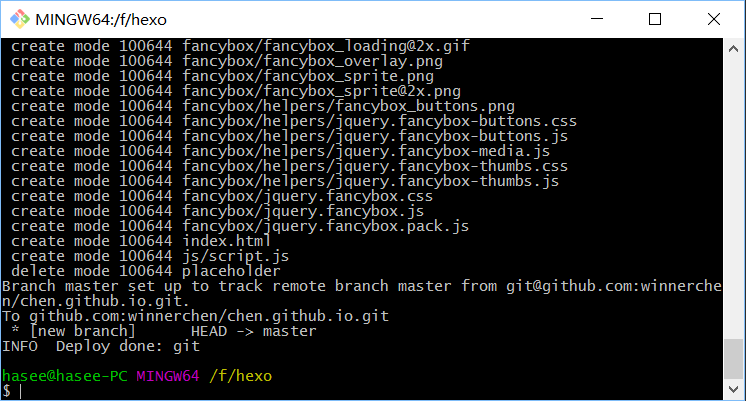 MINGW64:/f/hexo
create mode 100644 fancybox/fancybox_loading@2x.gif
create mode 100644 fancybox/fancybox_overlay.png
create mode 100644 fancybox/fancybox_sprite.png
create mode 100644 fancybox/fancybox_sprite@2x.png
create mode 100644 fancybox/helpers/fancybox_buttons.png
create mode 100644 fancybox/helpers/jquery.fancybox-buttons.css
create mode 100644 fancybox/helpers/jquery.fancybox-buttons.js
create mode 100644 fancybox/helpers/jquery.fancybox-media.js
create mode 100644 fancybox/helpers/jquery.fancybox-thumbs.css
create mode 100644 fancybox/helpers/jquery.fancybox-thumbs.js
create mode 100644 fancybox/jquery.fancybox.css
create mode 100644 fancybox/jquery.fancybox.js
create mode 100644 fancybox/jquery.fancybox.pack.js
create mode 100644 index.html
create mode 100644 js/script.js
delete mode 100644 placeholder
Branch master set up to track remote branch master from git@github.com:winnerche
n/chen.github.io.git.
To github.com:winnerchen/chen.github.io.git
* [new branch]      HEAD -> master
INFO  Deploy done: git
hasee@hasee-PC MINGW64 /f/hexo
$